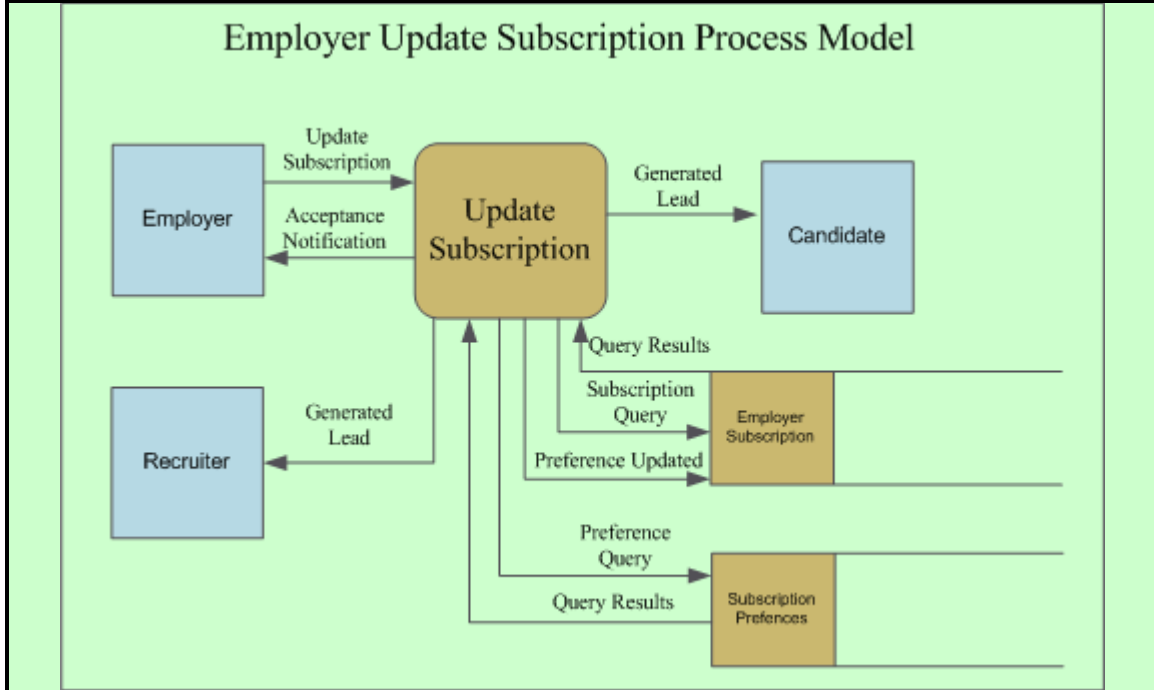 Employer Update Subscription Process Model
Update
Subscription
Employer
Acceptance
Notification
Update
Subscription
Generated
Lead
Candidate
Query Results
Subscription
Query
Employer
Subscription
Preference Updated
Generated
Lead
Recruiter
Preference
Query
Query Results
Subscription
Prefences